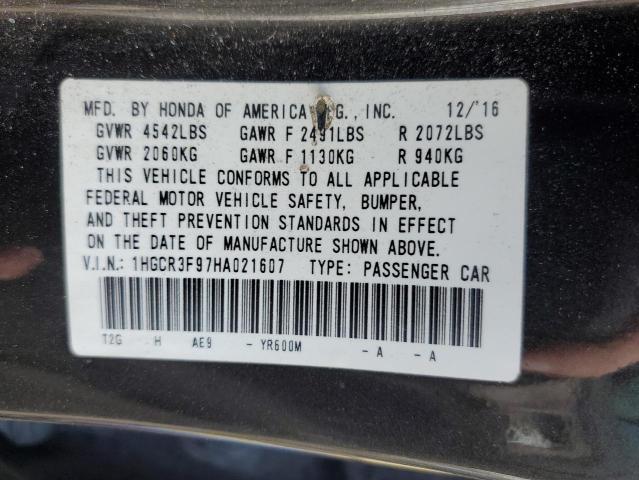 MFD. BY HONDA OF AMERICA G., INC. 12/'16
GVWR 4542LBS GAWR F 2491LBS R 2072LBS
GVWR 2060KG GAWR F 1130KG R 940KG
THIS VEHICLE CONFORMS TO ALL APPLICABLE
FEDERAL MOTOR VEHICLE SAFETY, BUMPER,
AND THEFT PREVENTION STANDARDS IN EFFECT
ON THE DATE OF MANUFACTURE SHOWN ABOVE.
V.I.N.: 1HGCR3F97HA021607 TYPE: PASSENGER CAR
T2G H AE9 - YR600M - A - A